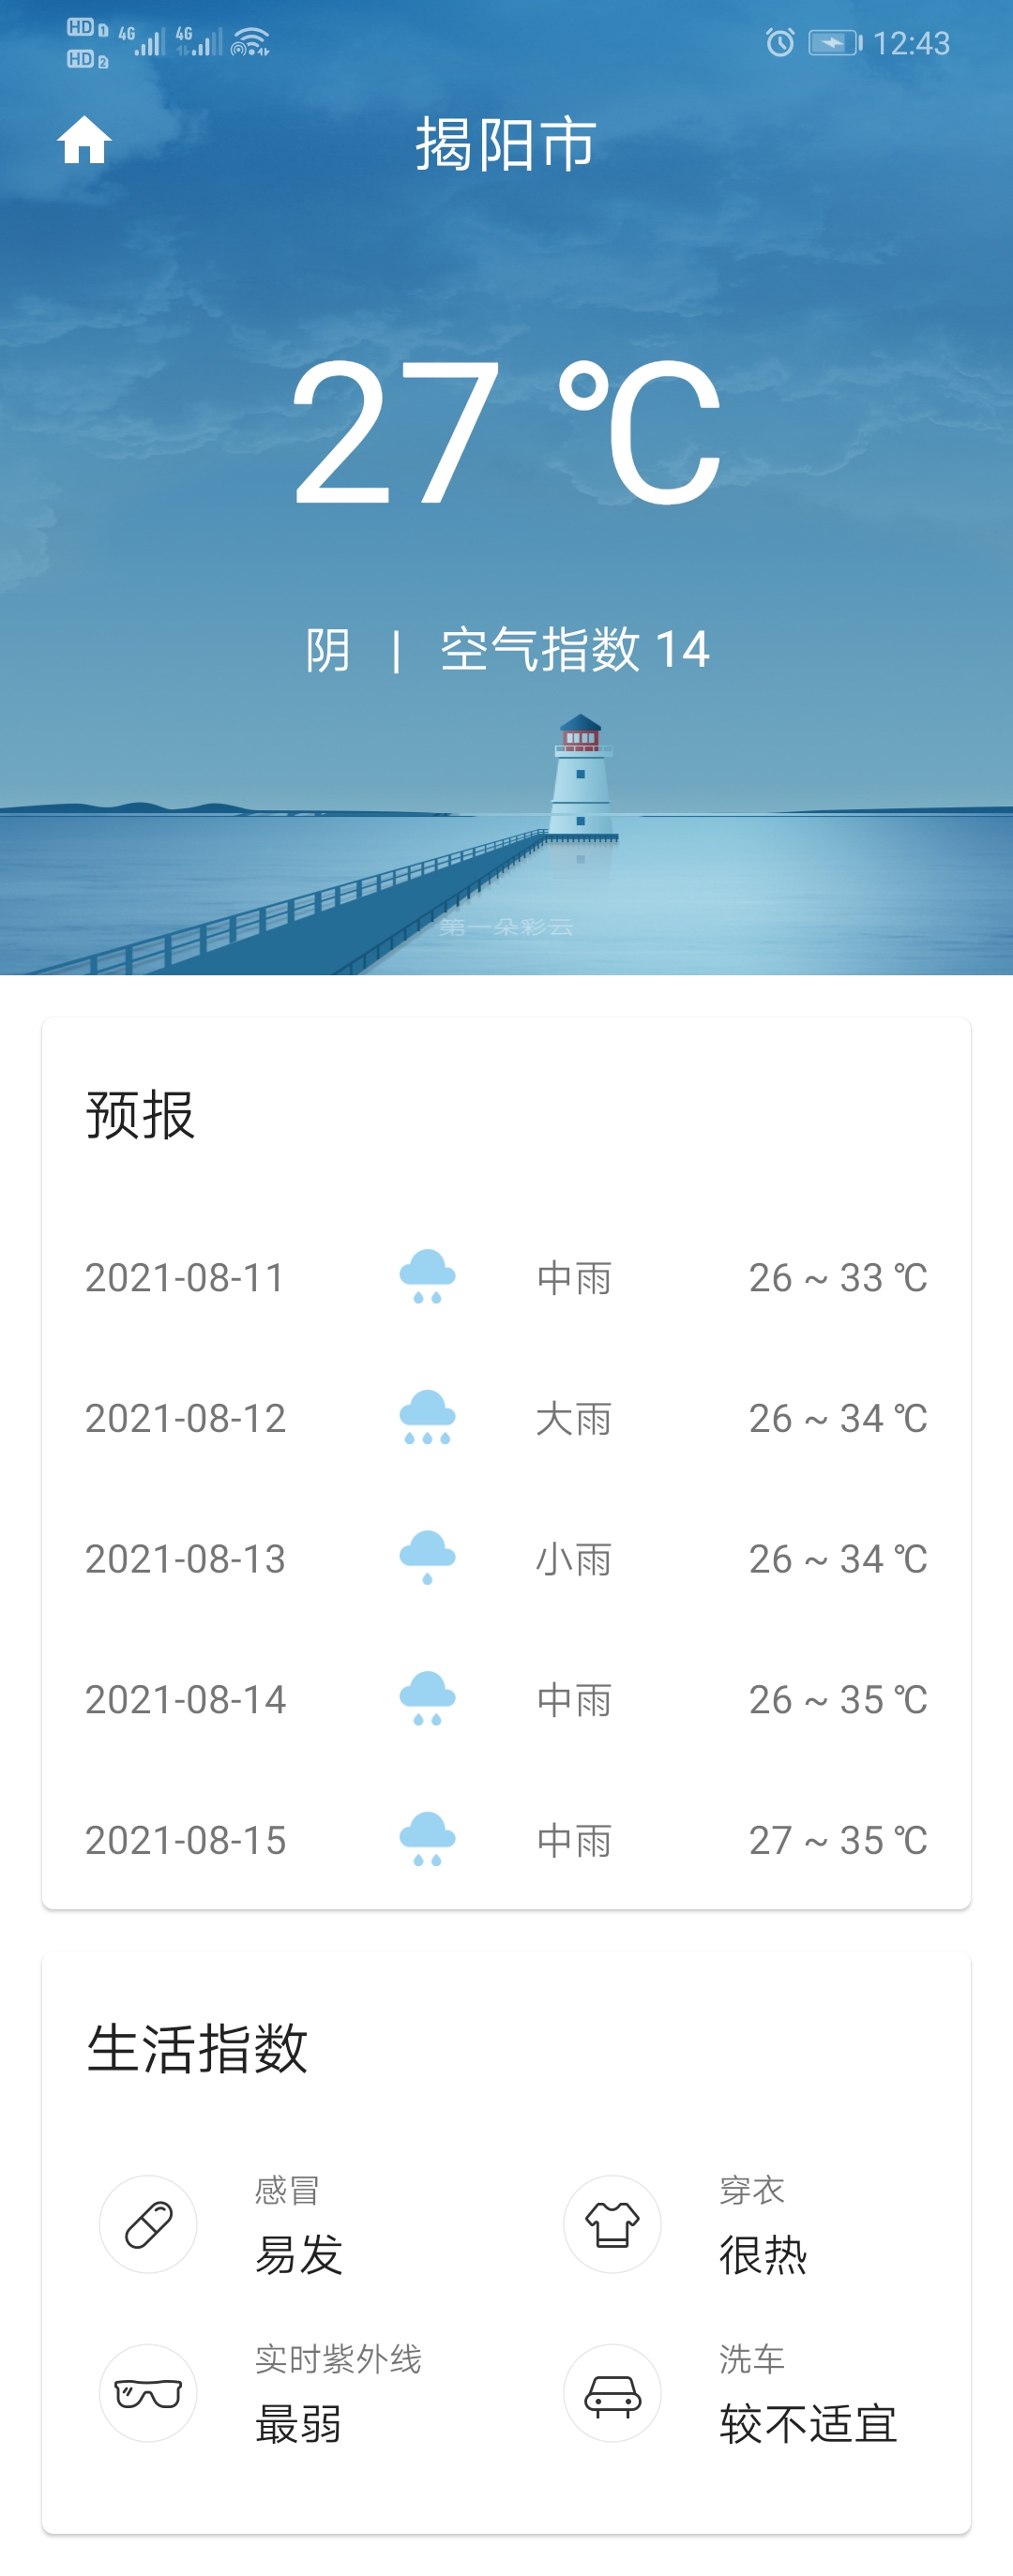 HD 1 4G 4G 12:43
HD 2
揭阳市
27 ℃
阴 | 空气指数 14
第一朵彩云
预报
2021-08-11 中雨 26 ~ 33 ℃
2021-08-12 大雨 26 ~ 34 ℃
2021-08-13 小雨 26 ~ 34 ℃
2021-08-14 中雨 26 ~ 35 ℃
2021-08-15 中雨 27 ~ 35 ℃
生活指数
感冒 穿衣
易发 很热
实时紫外线 洗车
最弱 较不适宜